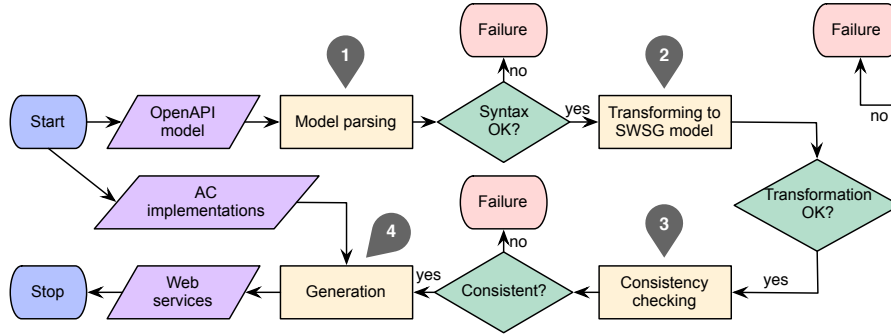 Failure
Failure
1
2
no
Start
OpenAPI
model
Model parsing
Syntax
OK?
yes
Transforming to
SWSG model
no
AC
implementations
Failure
Transformation
OK?
4
3
no
yes
yes
Stop
Web
services
Generation
Consistent?
Consistency
checking